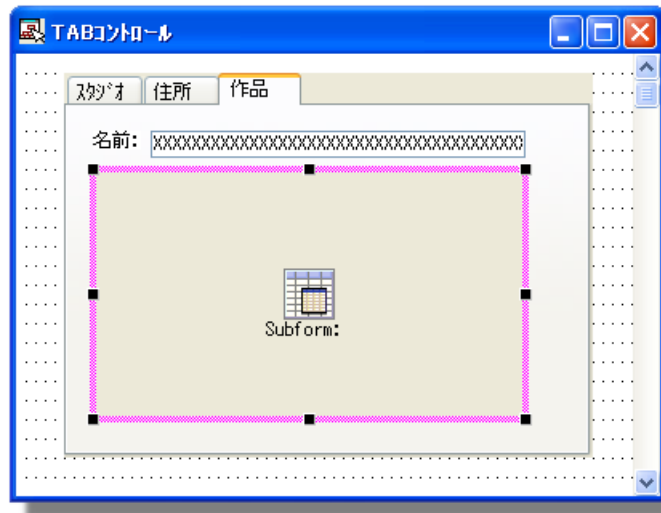 TABｺﾝﾄﾛｰﾙ
ｽﾀｼﾞｵ 住所 作品
名前: XXXXXXXXXXXXXXXXXXXXXXXXXXXXXXXXXXXXXXXX
Subform: